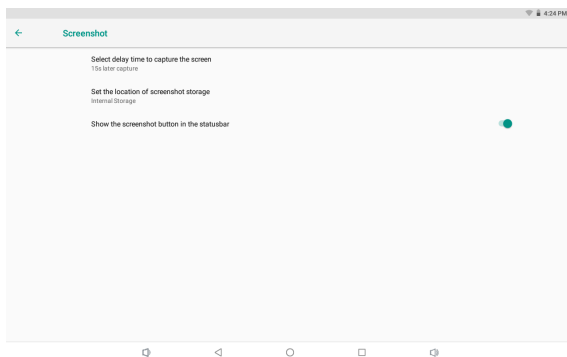 4:24 PM
Screenshot
Select delay time to capture the screen
15s later capture
Set the location of screenshot storage
Internal Storage
Show the screenshot button in the statusbar